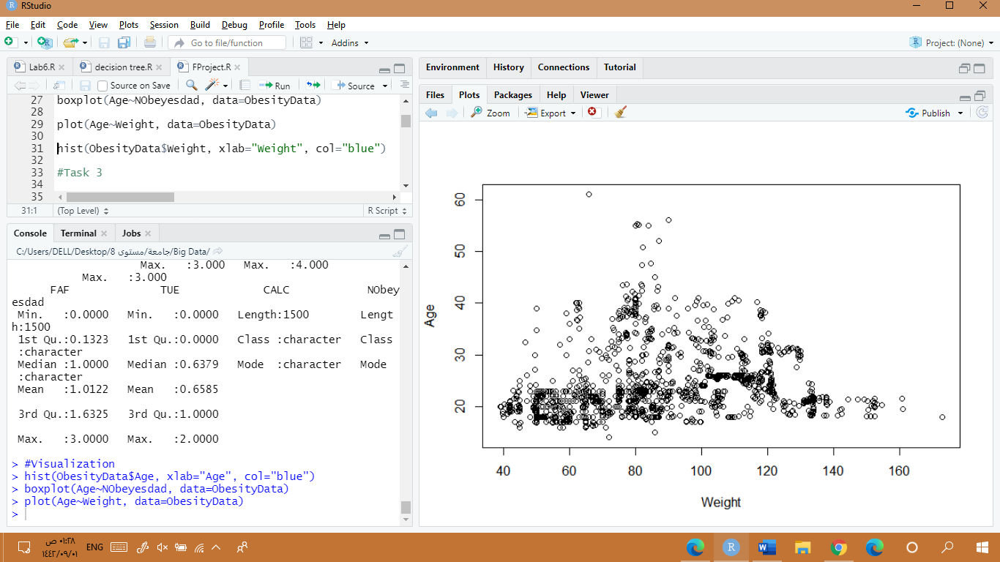 RStudio
File Edit Code View Plots Session Build Debug Profile Tools Help
Go to file/function Addins Project: (None)
Lab6.R decision tree.R FProject.R
Source on Save Run Source
27 boxplot(Age~NObeyesdad, data=ObesityData)
28
29 plot(Age~Weight, data=ObesityData)
30
31 hist(ObesityData$Weight, xlab="Weight", col="blue")
32
33 #Task 3
34
35
31:1 (Top Level) R Script
Console Terminal Jobs
C:/Users/DELL/Desktop/8 جامعة/مستوى/Big Data/
Max. :3.000 Max. :4.000
Max. :3.000
FAF TUE CALC NObey
esdad
Min. :0.0000 Min. :0.0000 Length:1500 Lengt
h:1500
1st Qu.:0.1323 1st Qu.:0.0000 Class :character Class
:character
Median :1.0000 Median :0.6379 Mode :character Mode
:character
Mean :1.0122 Mean :0.6585
3rd Qu.:1.6325 3rd Qu.:1.0000
Max. :3.0000 Max. :2.0000
> #Visualization
> hist(ObesityData$Age, xlab="Age", col="blue")
> boxplot(Age~NObeyesdad, data=ObesityData)
> plot(Age~Weight, data=ObesityData)
>
Environment History Connections Tutorial
Files Plots Packages Help Viewer
Zoom Export Publish
60
50
40
30
20
Age
40 60 80 100 120 140 160
Weight
ENG
٠١:٢٨ ص
١٤٤٢/٠٩/٠١